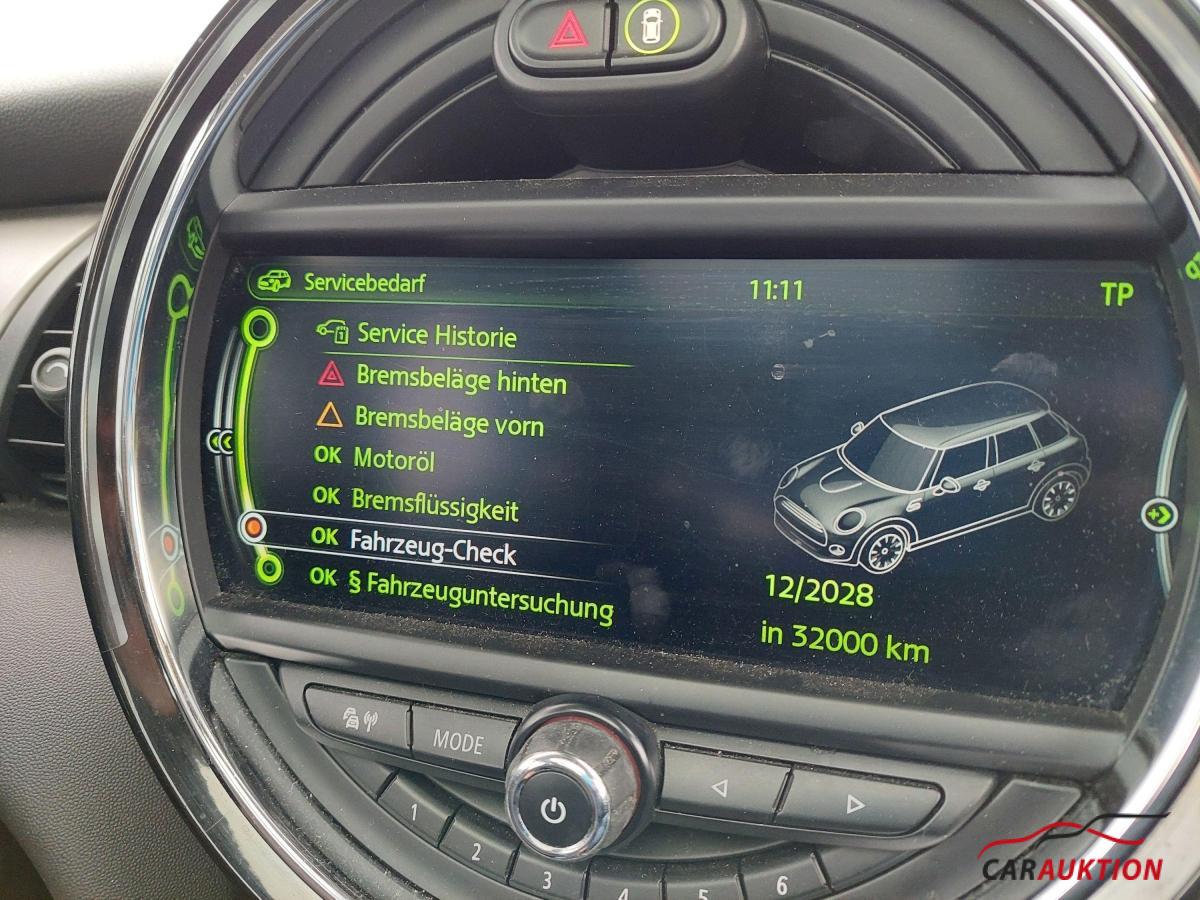 Servicebedarf
11:11
TP
Service Historie
Bremsbeläge hinten
Bremsbeläge vorn
OK Motoröl
OK Bremsflüssigkeit
OK Fahrzeug-Check
OK § Fahrzeuguntersuchung
12/2028
in 32000 km
MODE
1
2
3
4
5
6
CARAUKTION